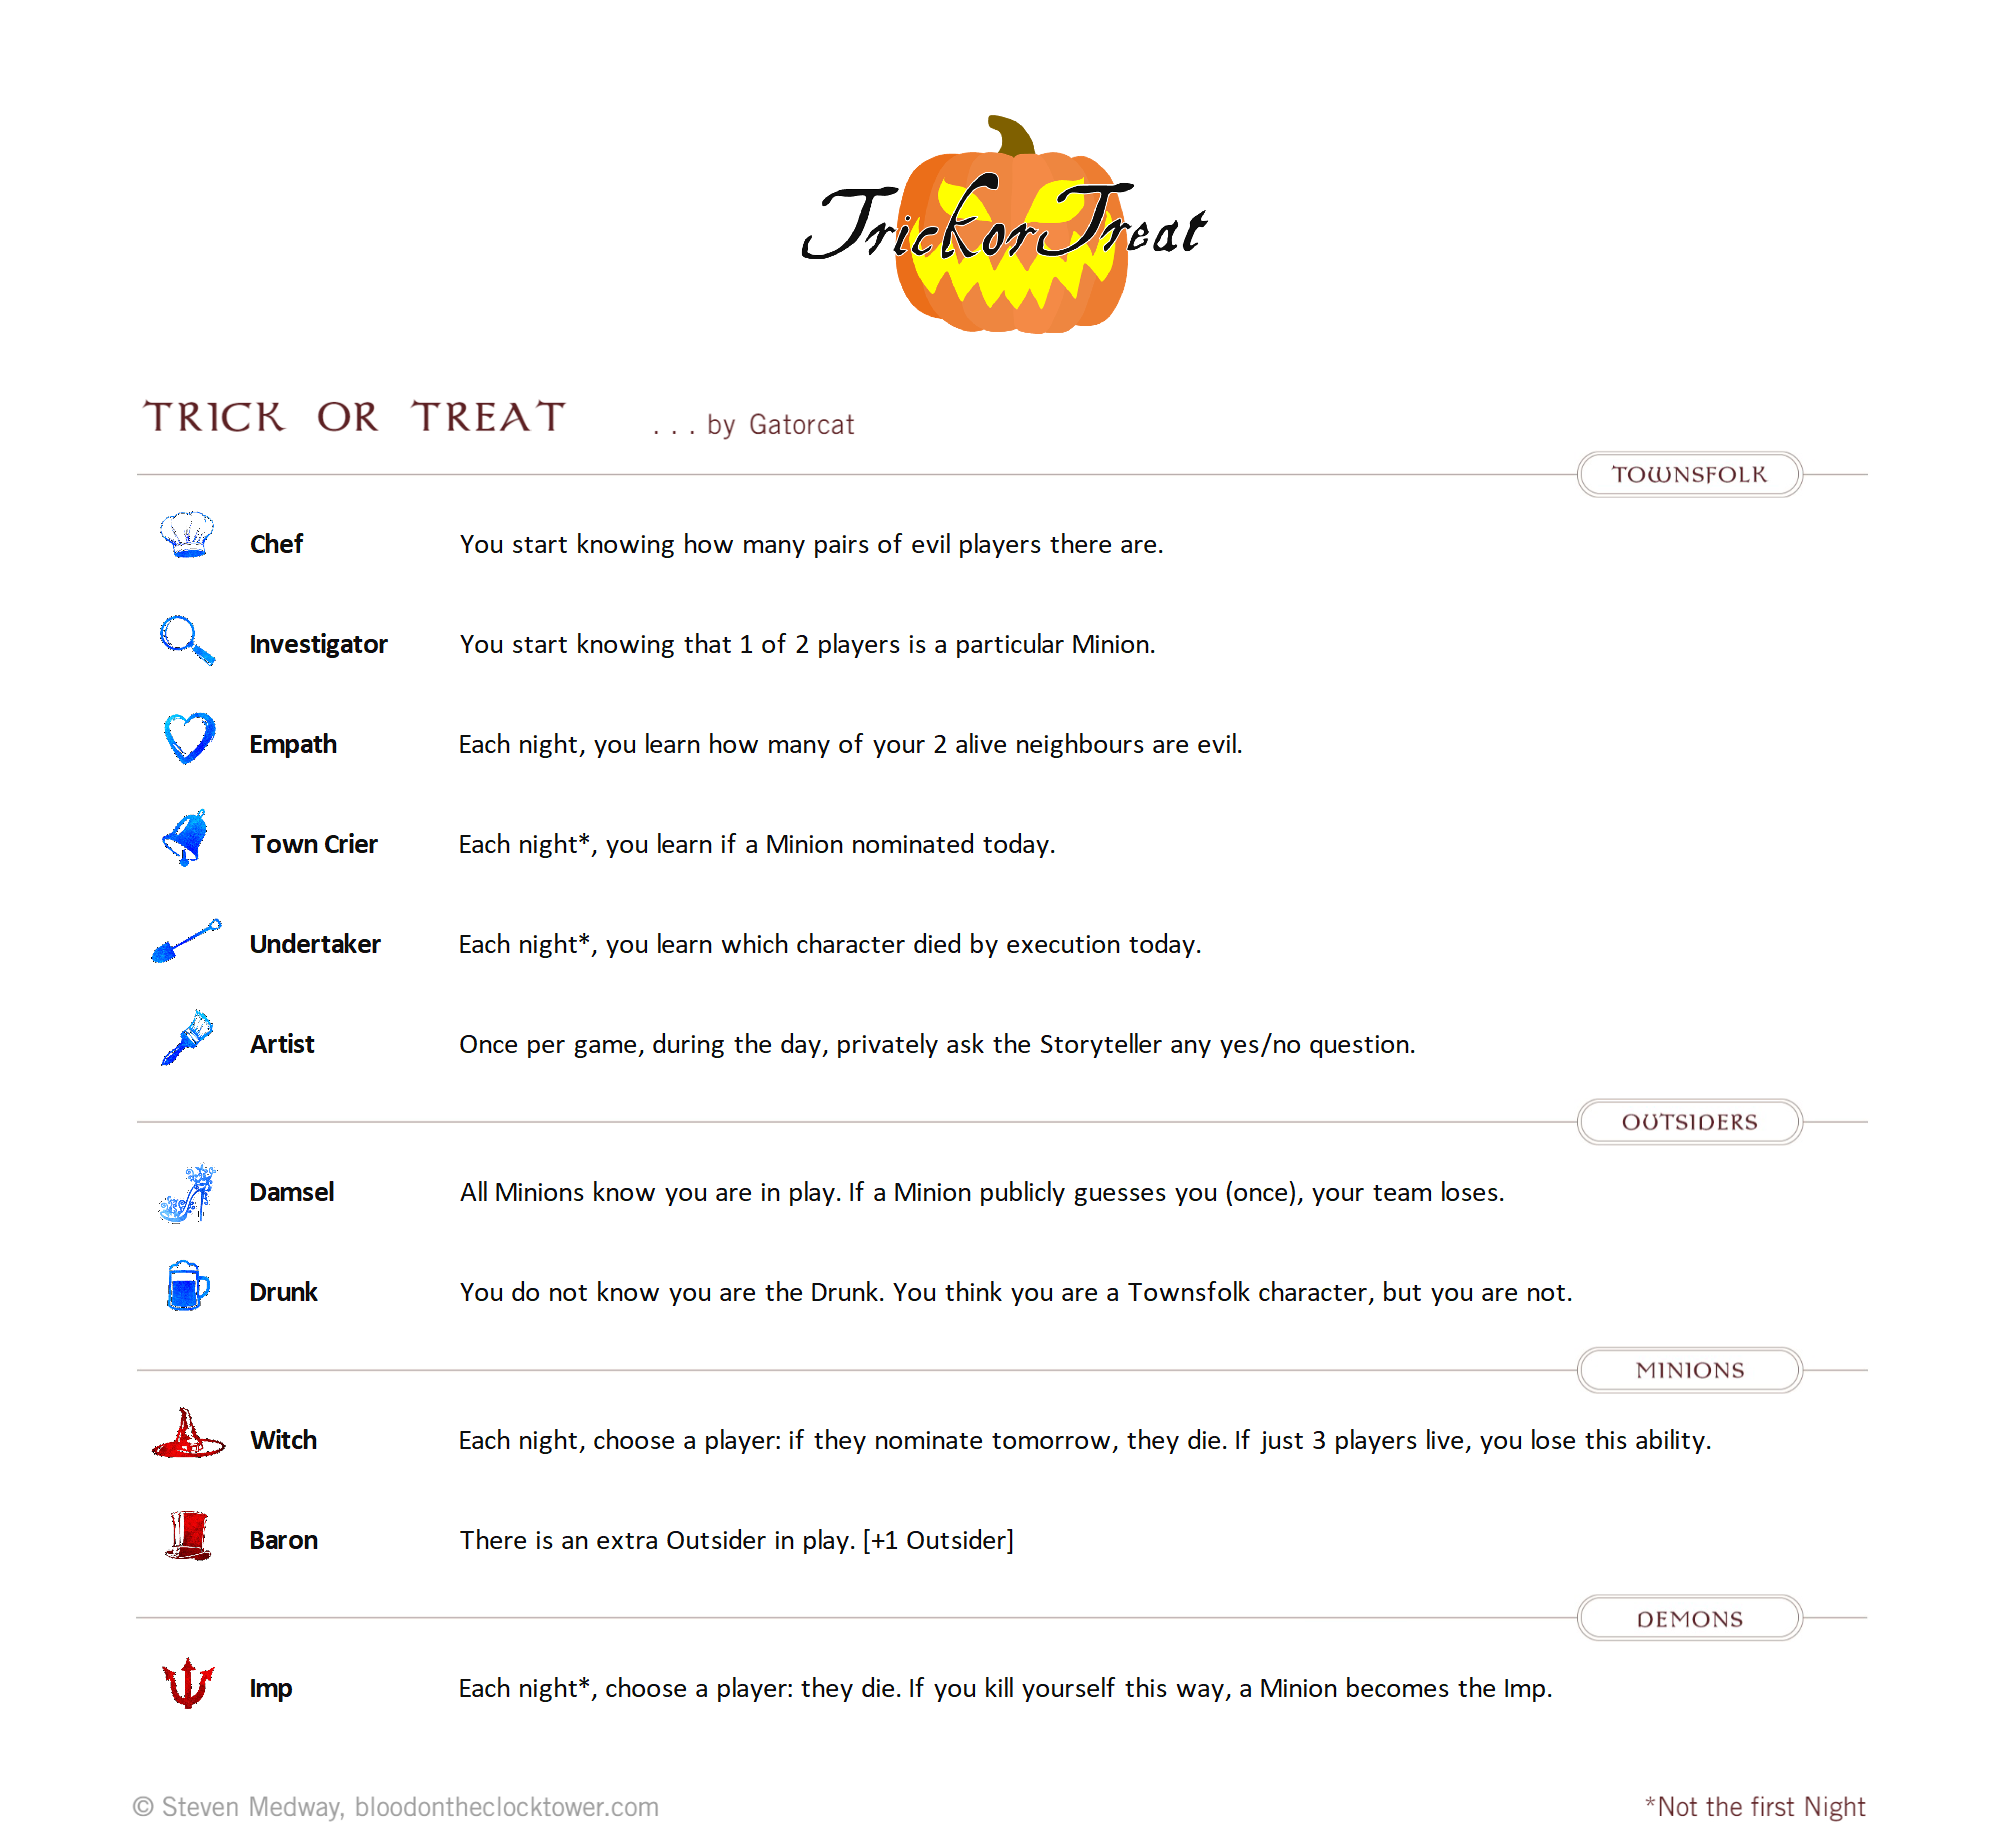 Trick or Treat
TRICK OR TREAT . . . by Gatorcat
TOWNSFOLK
Chef You start knowing how many pairs of evil players there are.
Investigator You start knowing that 1 of 2 players is a particular Minion.
Empath Each night, you learn how many of your 2 alive neighbours are evil.
Town Crier Each night*, you learn if a Minion nominated today.
Undertaker Each night*, you learn which character died by execution today.
Artist Once per game, during the day, privately ask the Storyteller any yes/no question.
OUTSIDERS
Damsel All Minions know you are in play. If a Minion publicly guesses you (once), your team loses.
Drunk You do not know you are the Drunk. You think you are a Townsfolk character, but you are not.
MINIONS
Witch Each night, choose a player: if they nominate tomorrow, they die. If just 3 players live, you lose this ability.
Baron There is an extra Outsider in play. [+1 Outsider]
DEMONS
Imp Each night*, choose a player: they die. If you kill yourself this way, a Minion becomes the Imp.
© Steven Medway, bloodontheclocktower.com *Not the first Night